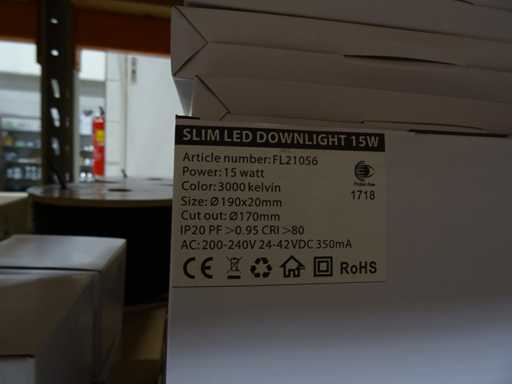 SLIM LED DOWNLIGHT 15W
Article number: FL21056
Power: 15 watt
Color: 3000 kelvin
Size: Ø190x20mm
Cut out: Ø170mm
IP20 PF >0.95 CRI >80
AC: 200-240V 24-42VDC 350mA
1718
CE RoHS